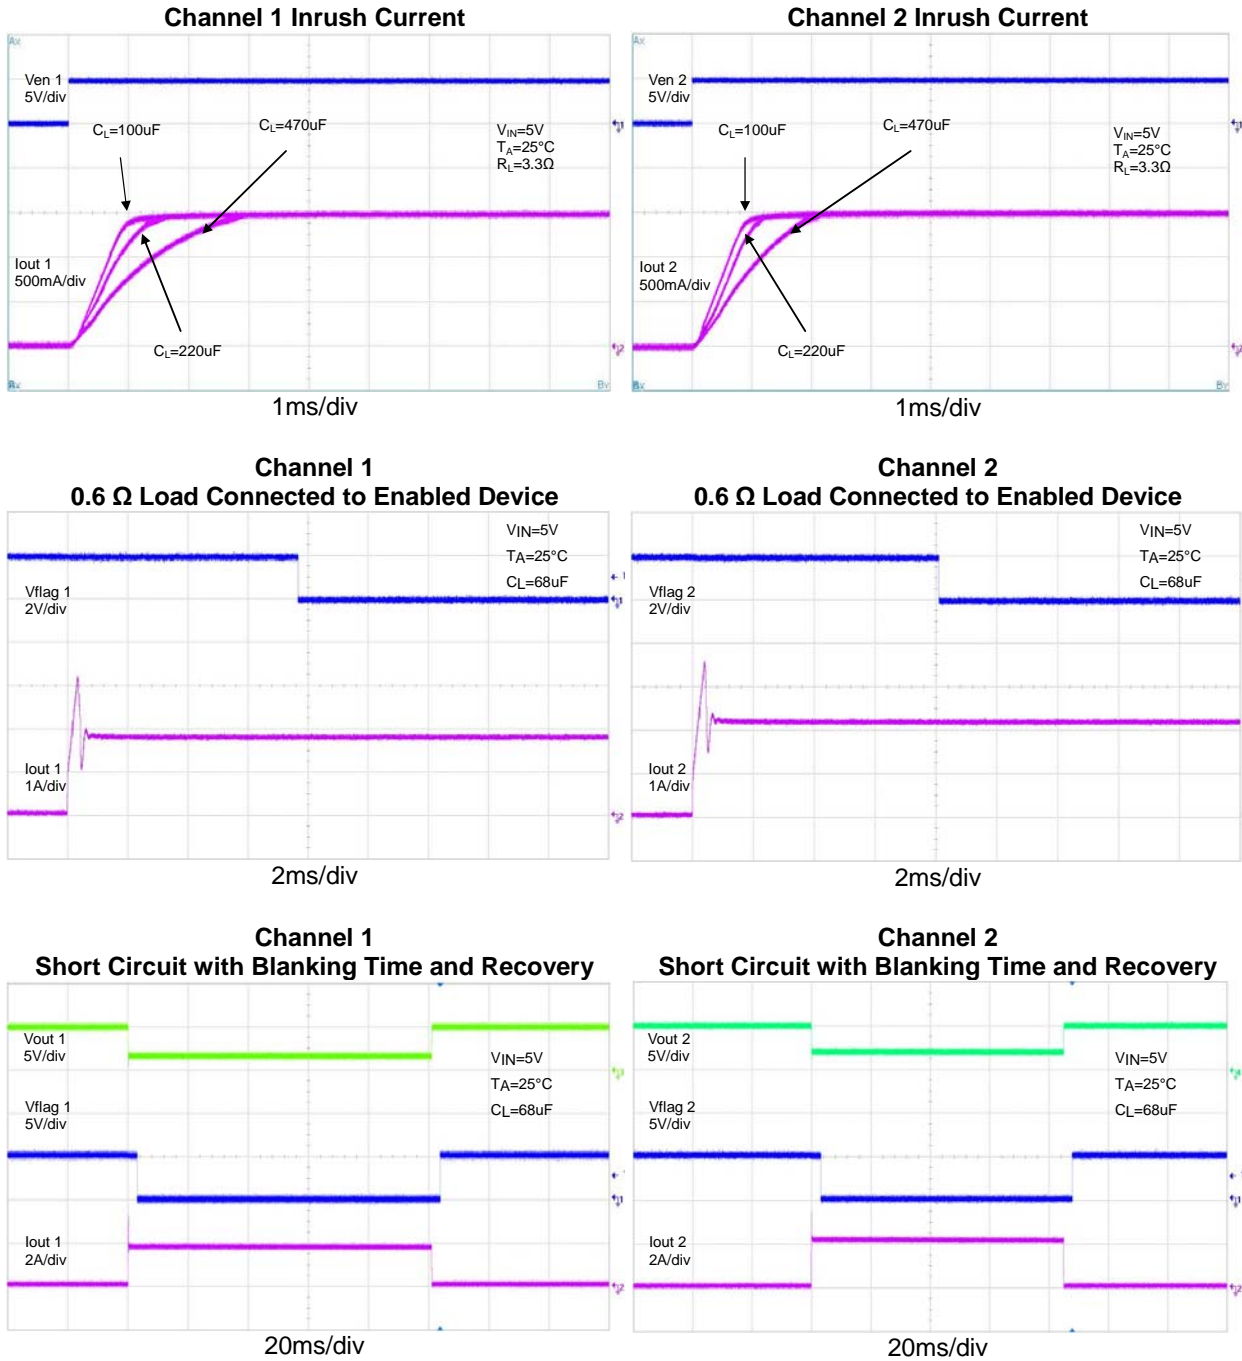 Channel 1 Inrush Current
Ven 1
5V/div
CL=100uF
CL=470uF
VIN=5V
TA=25°C
RL=3.3Ω
Iout 1
500mA/div
CL=220uF
1ms/div
Channel 2 Inrush Current
Ven 2
5V/div
CL=100uF
CL=470uF
VIN=5V
TA=25°C
RL=3.3Ω
Iout 2
500mA/div
CL=220uF
1ms/div
Channel 1
0.6 Ω Load Connected to Enabled Device
VIN=5V
TA=25°C
CL=68uF
Vflag 1
2V/div
Iout 1
1A/div
2ms/div
Channel 2
0.6 Ω Load Connected to Enabled Device
VIN=5V
TA=25°C
CL=68uF
Vflag 2
2V/div
Iout 2
1A/div
2ms/div
Channel 1
Short Circuit with Blanking Time and Recovery
Vout 1
5V/div
VIN=5V
TA=25°C
CL=68uF
Vflag 1
5V/div
Iout 1
2A/div
20ms/div
Channel 2
Short Circuit with Blanking Time and Recovery
Vout 2
5V/div
VIN=5V
TA=25°C
CL=68uF
Vflag 2
5V/div
Iout 2
2A/div
20ms/div